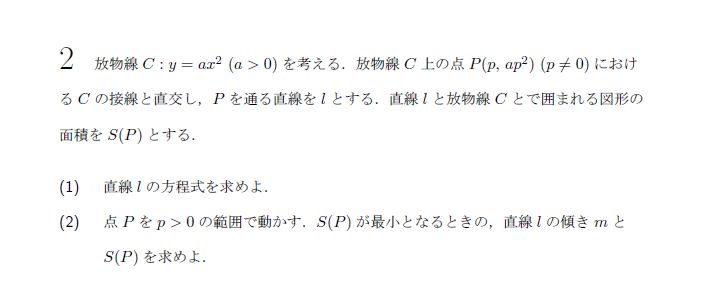 2 放物線 C : y = ax² (a > 0) を考える．放物線 C 上の点 P(p, ap²) (p ≠ 0) におけ
る C の接線と直交し，P を通る直線を l とする．直線 l と放物線 C とで囲まれる図形の
面積を S(P) とする．
(1) 直線 l の方程式を求めよ．
(2) 点 P を p > 0 の範囲で動かす．S(P) が最小となるときの，直線 l の傾き m と
S(P) を求めよ．